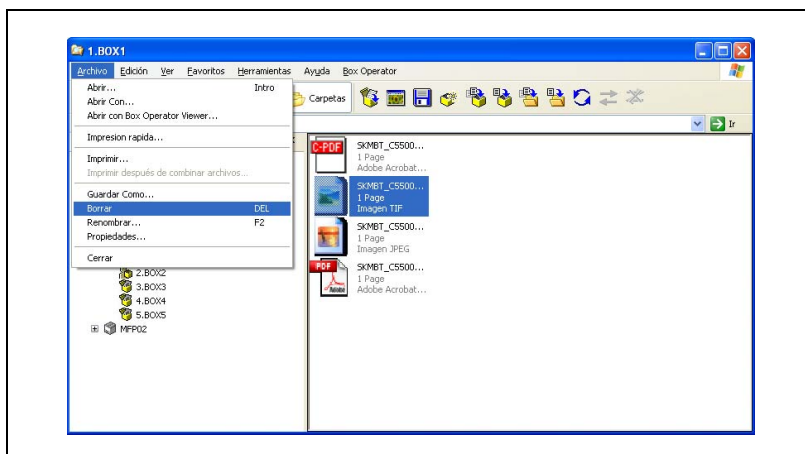 1.BOX1
Archivo Edición Ver Favoritos Herramientas Ayuda Box Operator
Abrir... Intro
Abrir Con...
Abrir con Box Operator Viewer...
Impresion rapida...
Imprimir...
Imprimir después de combinar archivos...
Guardar Como...
Borrar DEL
Renombrar... F2
Propiedades...
Cerrar
Carpetas
Ir
2.BOX2
3.BOX3
4.BOX4
5.BOX5
MFP02
C-PDF
SKMBT_C5500...
1 Page
Adobe Acrobat...
SKMBT_C5500...
1 Page
Imagen TIF
SKMBT_C5500...
1 Page
Imagen JPEG
PDF
Adobe
SKMBT_C5500...
1 Page
Adobe Acrobat...